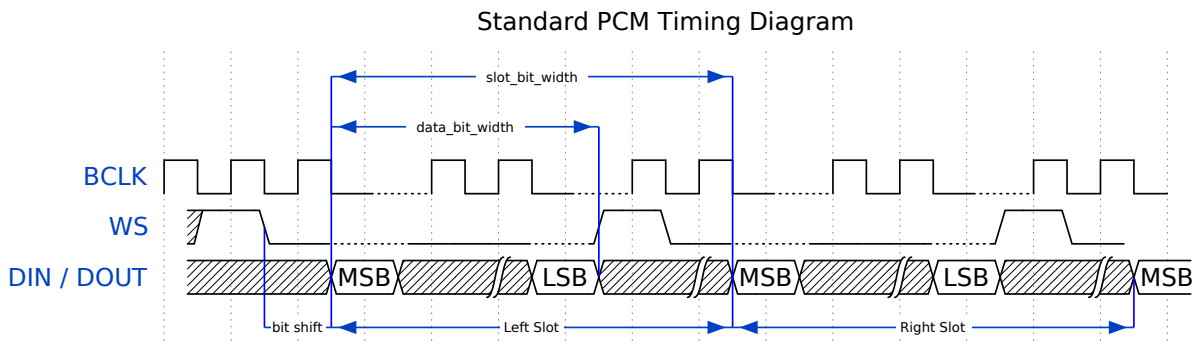 Standard PCM Timing Diagram
slot_bit_width
data_bit_width
BCLK
WS
DIN / DOUT
MSB
LSB
MSB
LSB
MSB
bit shift
Left Slot
Right Slot